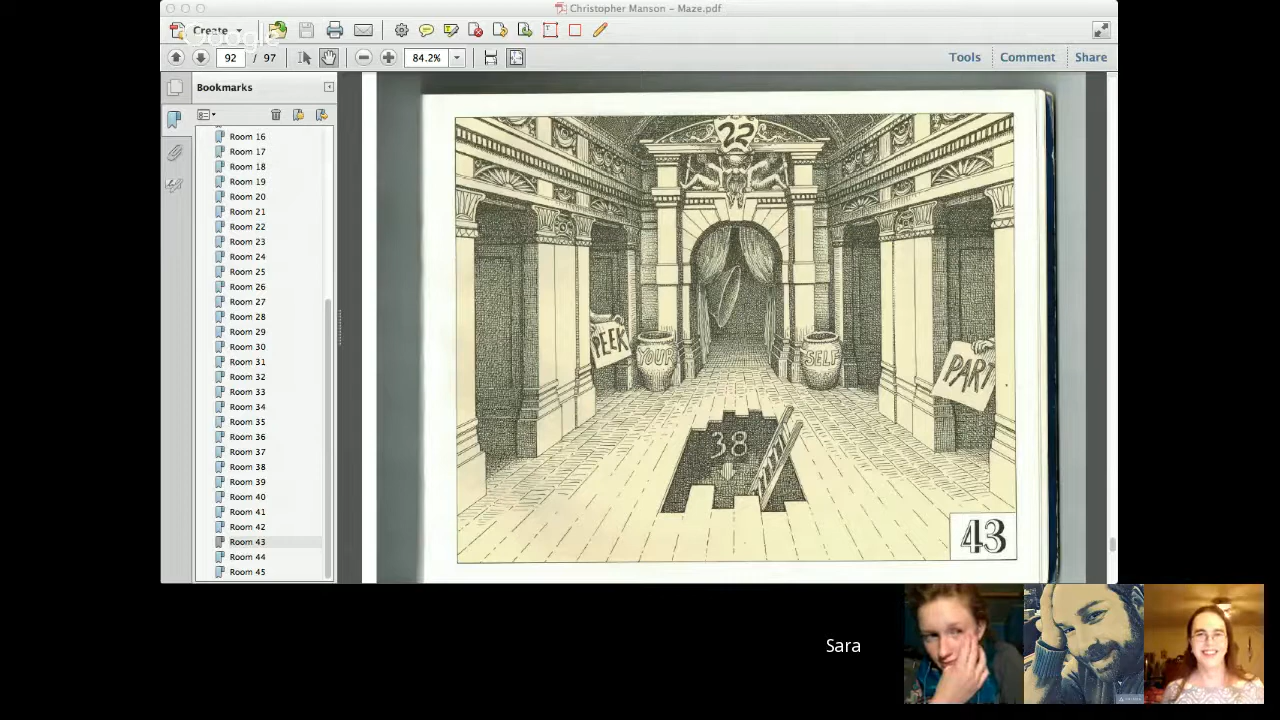 Christopher Manson – Maze.pdf
Create
Google
92 / 97
84.2%
Tools
Comment
Share
Bookmarks
Room 16
Room 17
Room 18
Room 19
Room 20
Room 21
Room 22
Room 23
Room 24
Room 25
Room 26
Room 27
Room 28
Room 29
Room 30
Room 31
Room 32
Room 33
Room 34
Room 35
Room 36
Room 37
Room 38
Room 39
Room 40
Room 41
Room 42
Room 43
Room 44
Room 45
22
PEEK
YOUR
SELF
PART
38
43
Sara